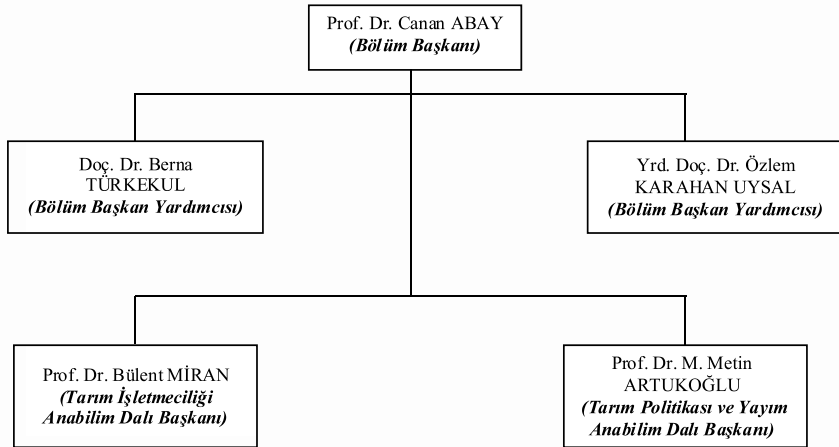 Prof. Dr. Canan ABAY
(Bölüm Başkanı)
Doç. Dr. Berna
TÜRKEKUL
(Bölüm Başkan Yardımcısı)
Yrd. Doç. Dr. Özlem
KARAHAN UYSAL
(Bölüm Başkan Yardımcısı)
Prof. Dr. Bülent MİRAN
(Tarım İşletmeciliği
Anabilim Dalı Başkanı)
Prof. Dr. M. Metin
ARTUKOĞLU
(Tarım Politikası ve Yayım
Anabilim Dalı Başkanı)